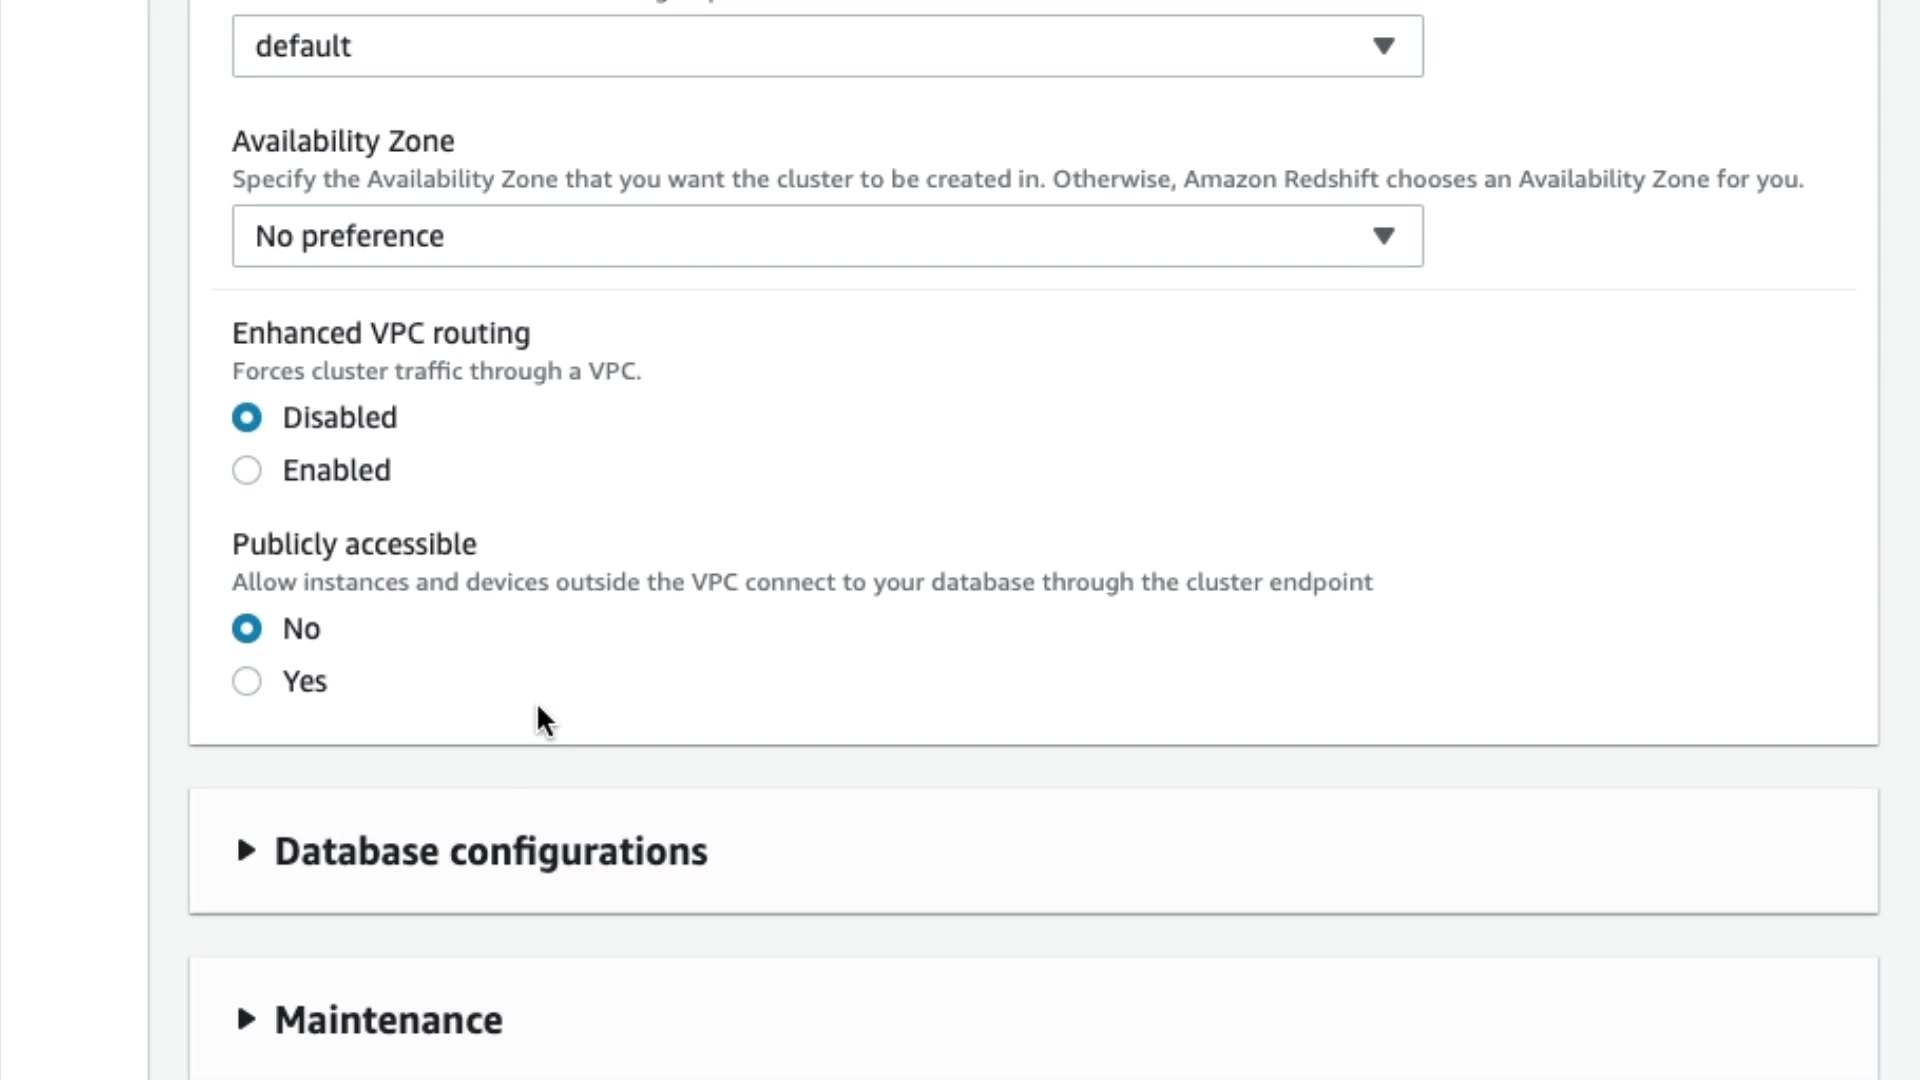 default
Availability Zone
Specify the Availability Zone that you want the cluster to be created in. Otherwise, Amazon Redshift chooses an Availability Zone for you.
No preference
Enhanced VPC routing
Forces cluster traffic through a VPC.
Disabled
Enabled
Publicly accessible
Allow instances and devices outside the VPC connect to your database through the cluster endpoint
No
Yes
Database configurations
Maintenance